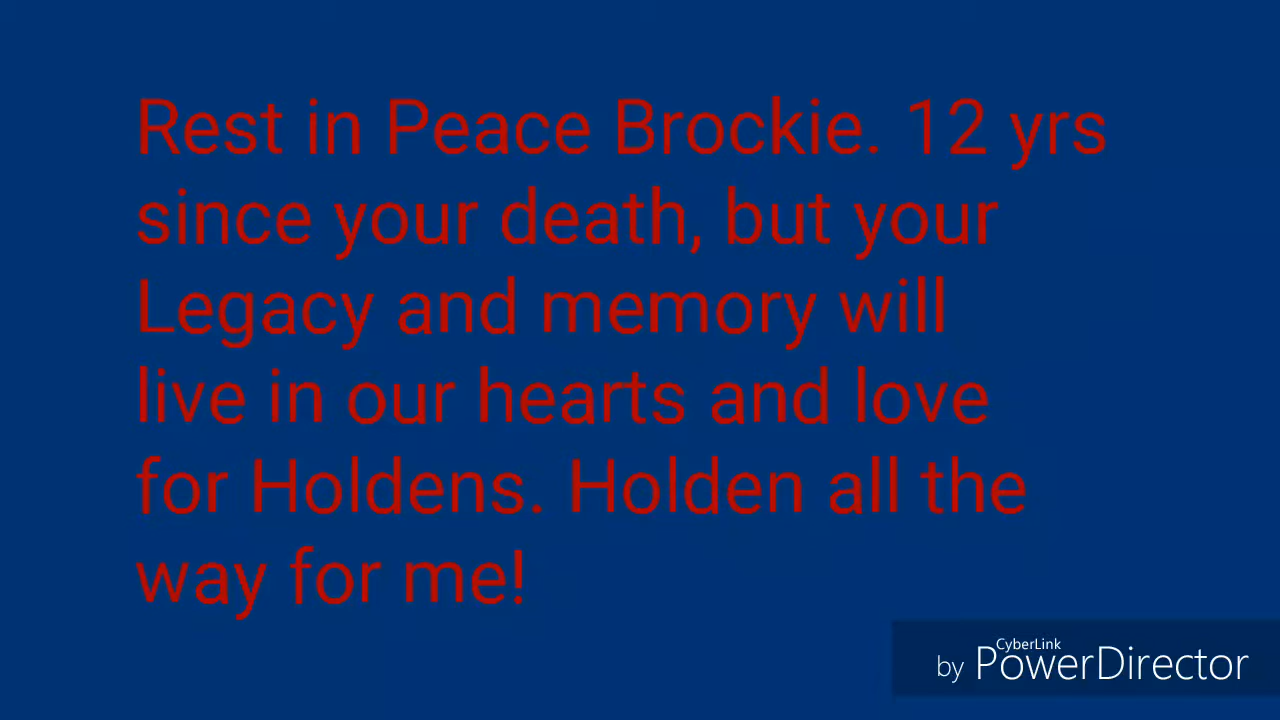 Rest in Peace Brockie. 12 yrs
since your death, but your
Legacy and memory will
live in our hearts and love
for Holdens. Holden all the
way for me!
CyberLink
by PowerDirector